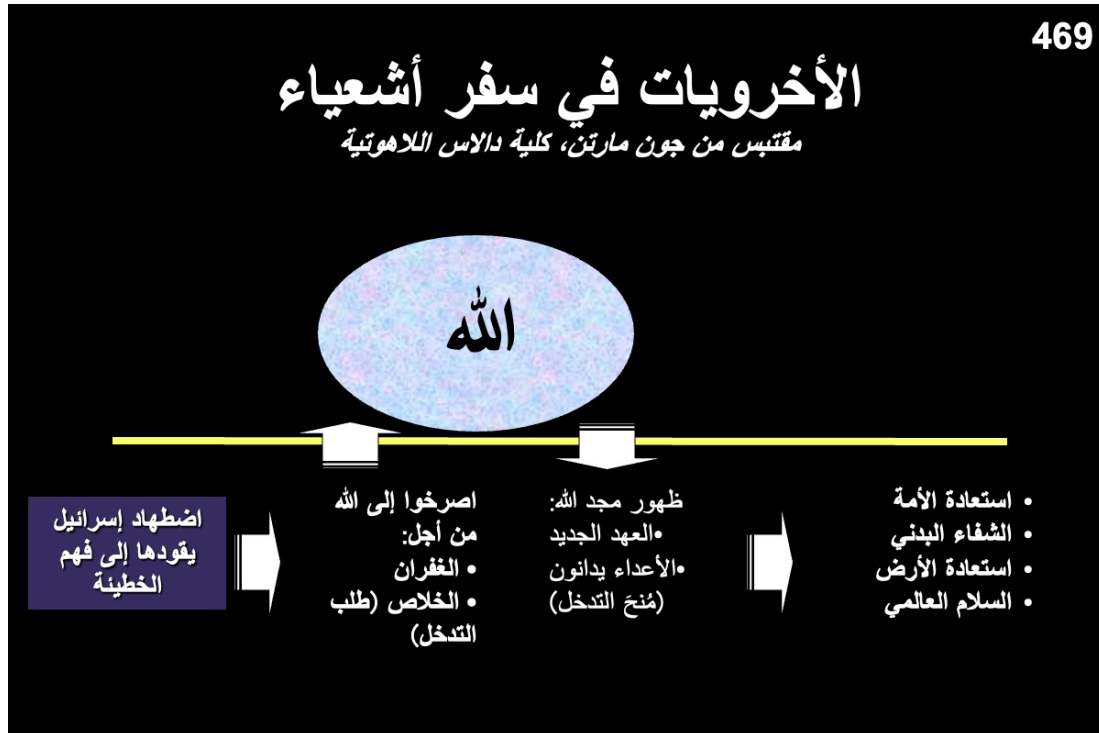 469
الأخرويات في سفر أشعياء
مقتبس من جون مارتن، كلية دالاس اللاهوتية
الله
اضطهاد إسرائيل
يقودها إلى فهم
الخطيئة
اصرخوا إلى الله
من أجل:
• الغفران
• الخلاص (طلب
التدخل)
ظهور مجد الله:
•العهد الجديد
•الأعداء يدانون
(مُنحَ التدخل)
• استعادة الأمة
• الشفاء البدني
• استعادة الأرض
• السلام العالمي